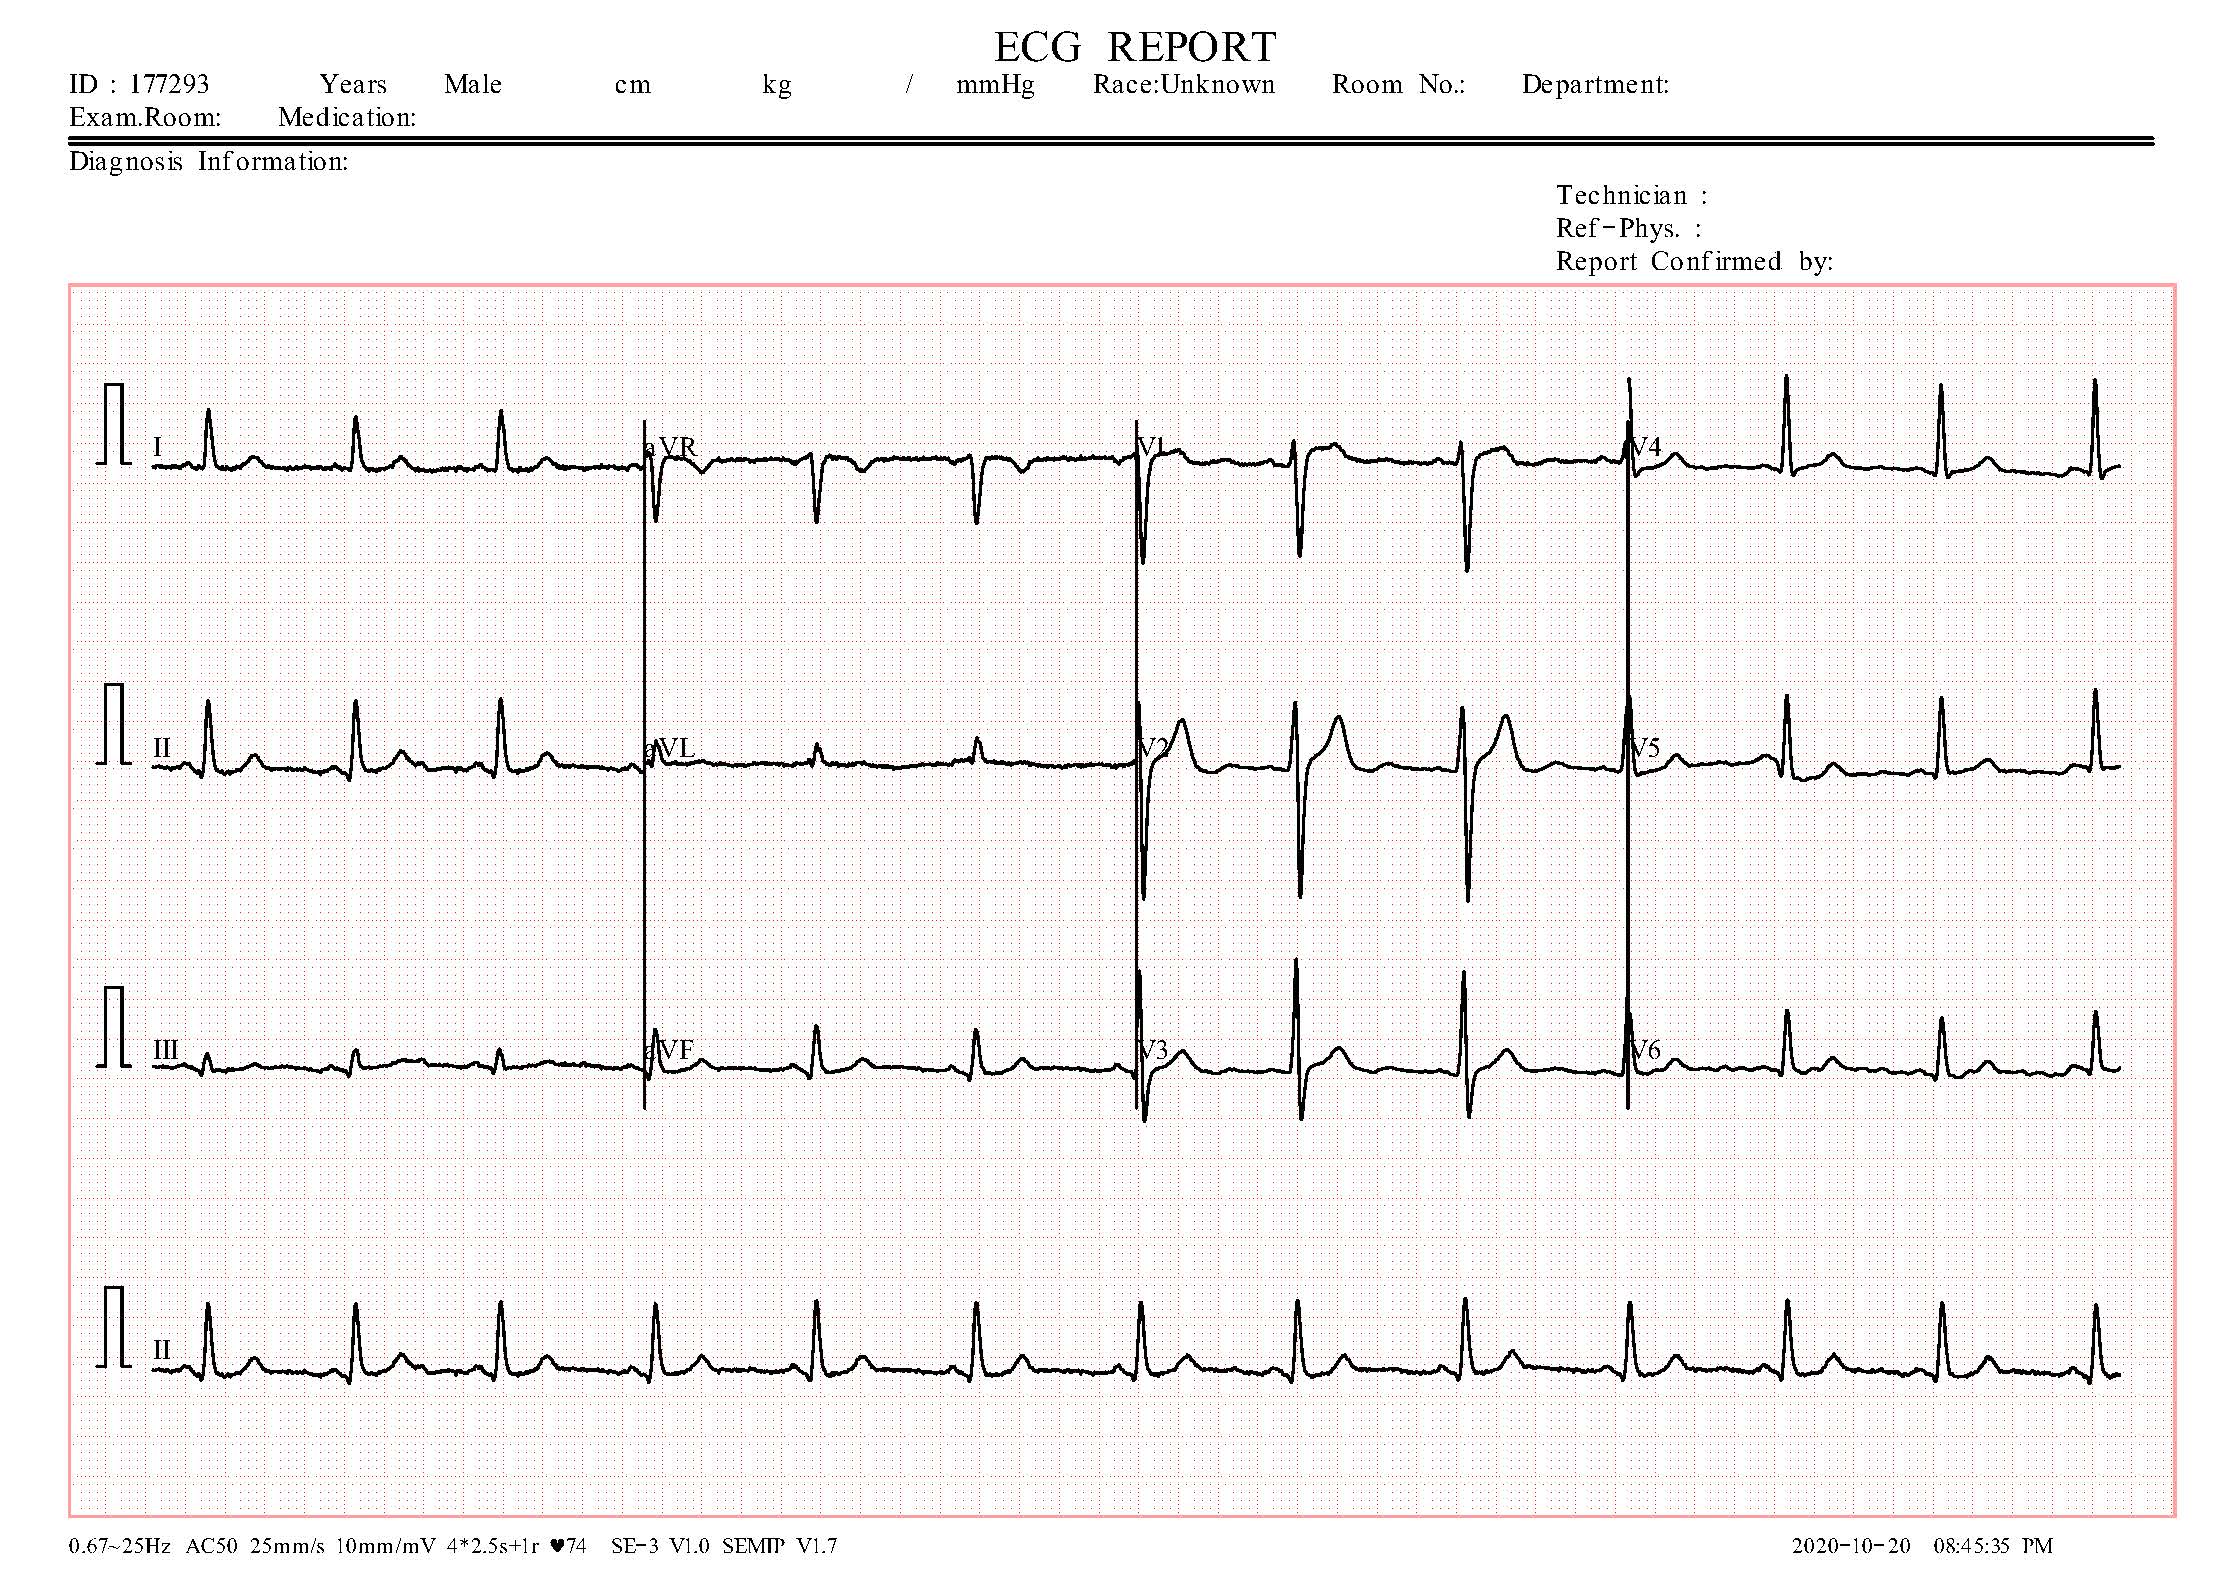 ECG REPORT
ID : 177293 Years Male cm kg / mmHg Race:Unknown Room No.: Department:
Exam.Room: Medication:
Diagnosis Information:
Technician :
Ref-Phys. :
Report Confirmed by:
I aVR V1 V4
II aVL V2 V5
III aVF V3 V6
II
0.67~25Hz AC50 25mm/s 10mm/mV 4*2.5s+1r ♥74 SE-3 V1.0 SEMIP V1.7 2020-10-20 08:45:35 PM